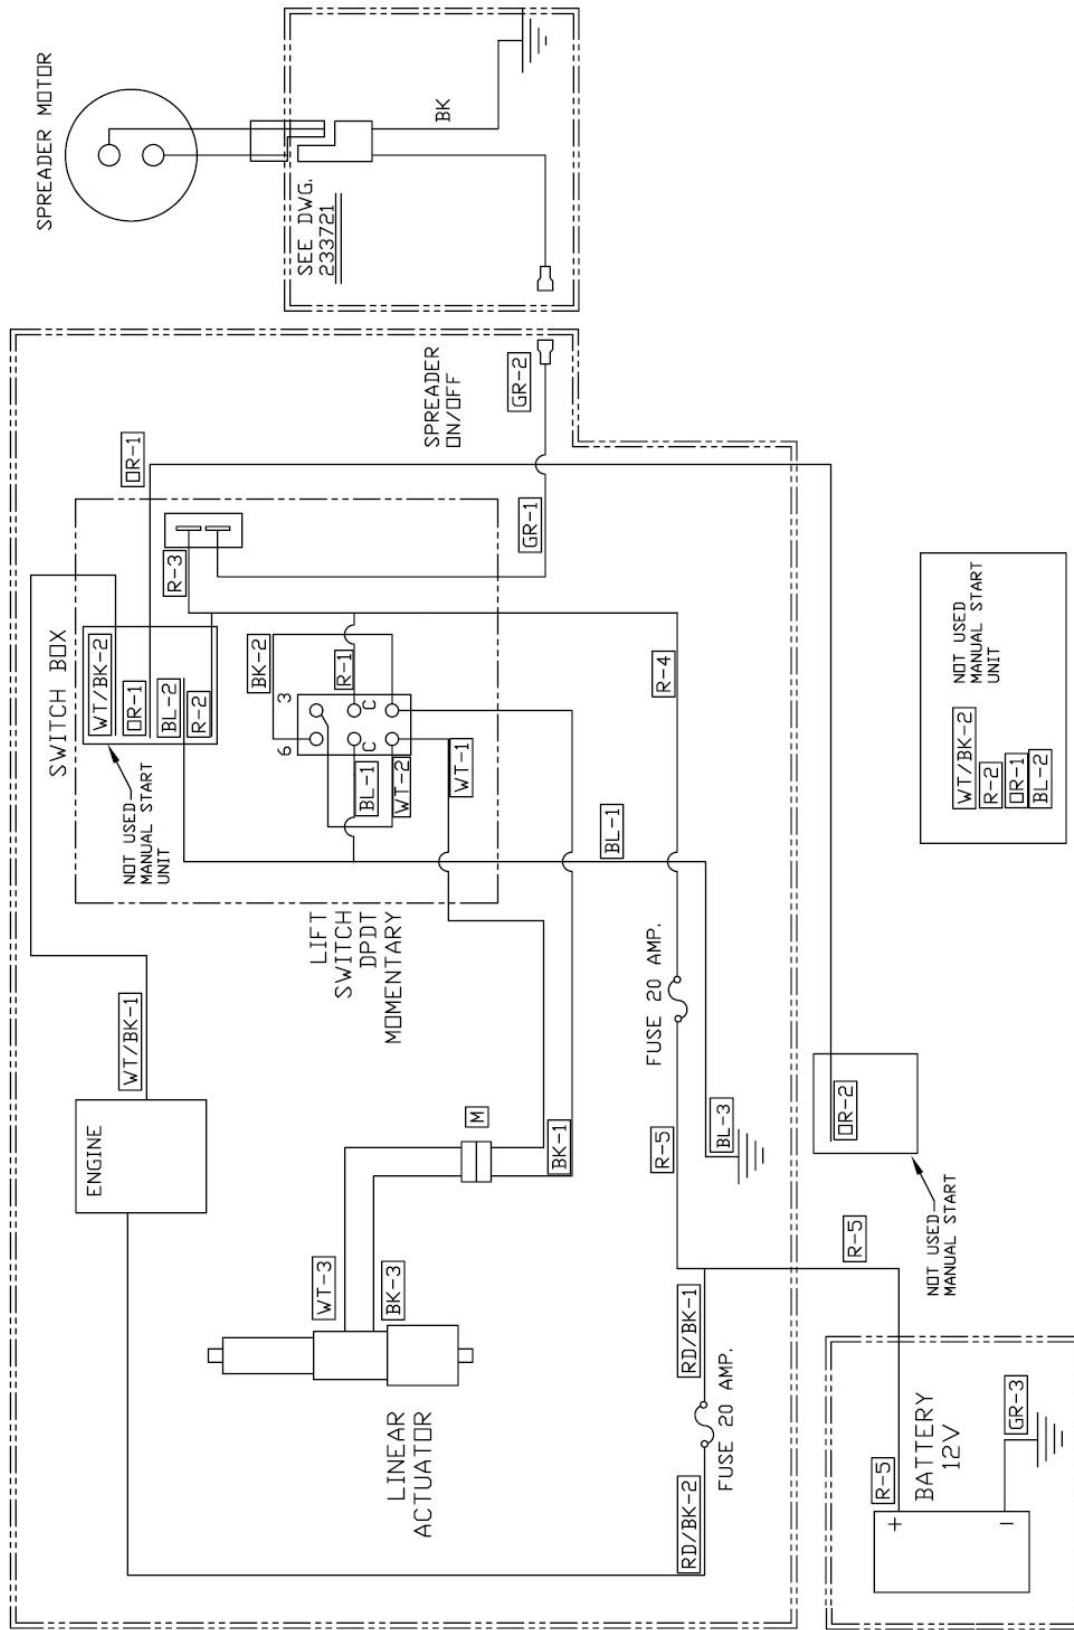 SPREADER MOTOR
BK
SEE DWG.
233721
SPREADER
ON/OFF
GR-2
GR-1
OR-1
R-3
SWITCH BOX
WT/BK-2
OR-1
BL-2
R-2
NOT USED
MANUAL START
UNIT
BK-2
3
6
R-1
C
C
BL-1
WT-2
WT-1
LIFT
SWITCH
DPDT
MOMENTARY
R-4
BL-1
FUSE 20 AMP.
WT/BK-1
ENGINE
M
BK-1
R-5
BL-3
WT-3
BK-3
LINEAR
ACTUATOR
RD/BK-1
FUSE 20 AMP.
RD/BK-2
R-5
OR-2
NOT USED
MANUAL START
R-5
BATTERY
12V
+
-
GR-3
WT/BK-2
R-2
OR-1
BL-2
NOT USED
MANUAL START
UNIT